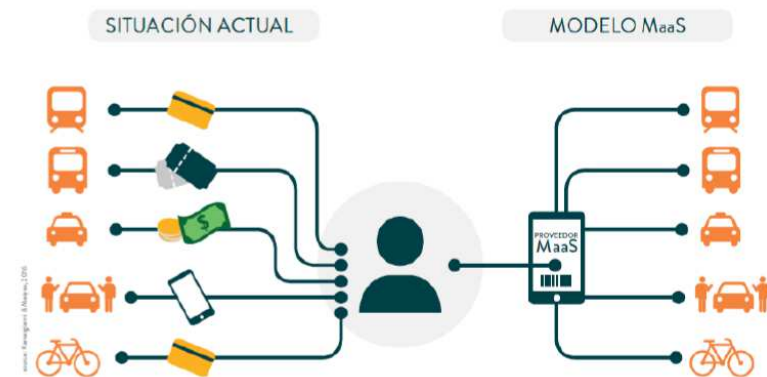 SITUACIÓN ACTUAL
MODELO MaaS
$
PROVEEDOR
MaaS